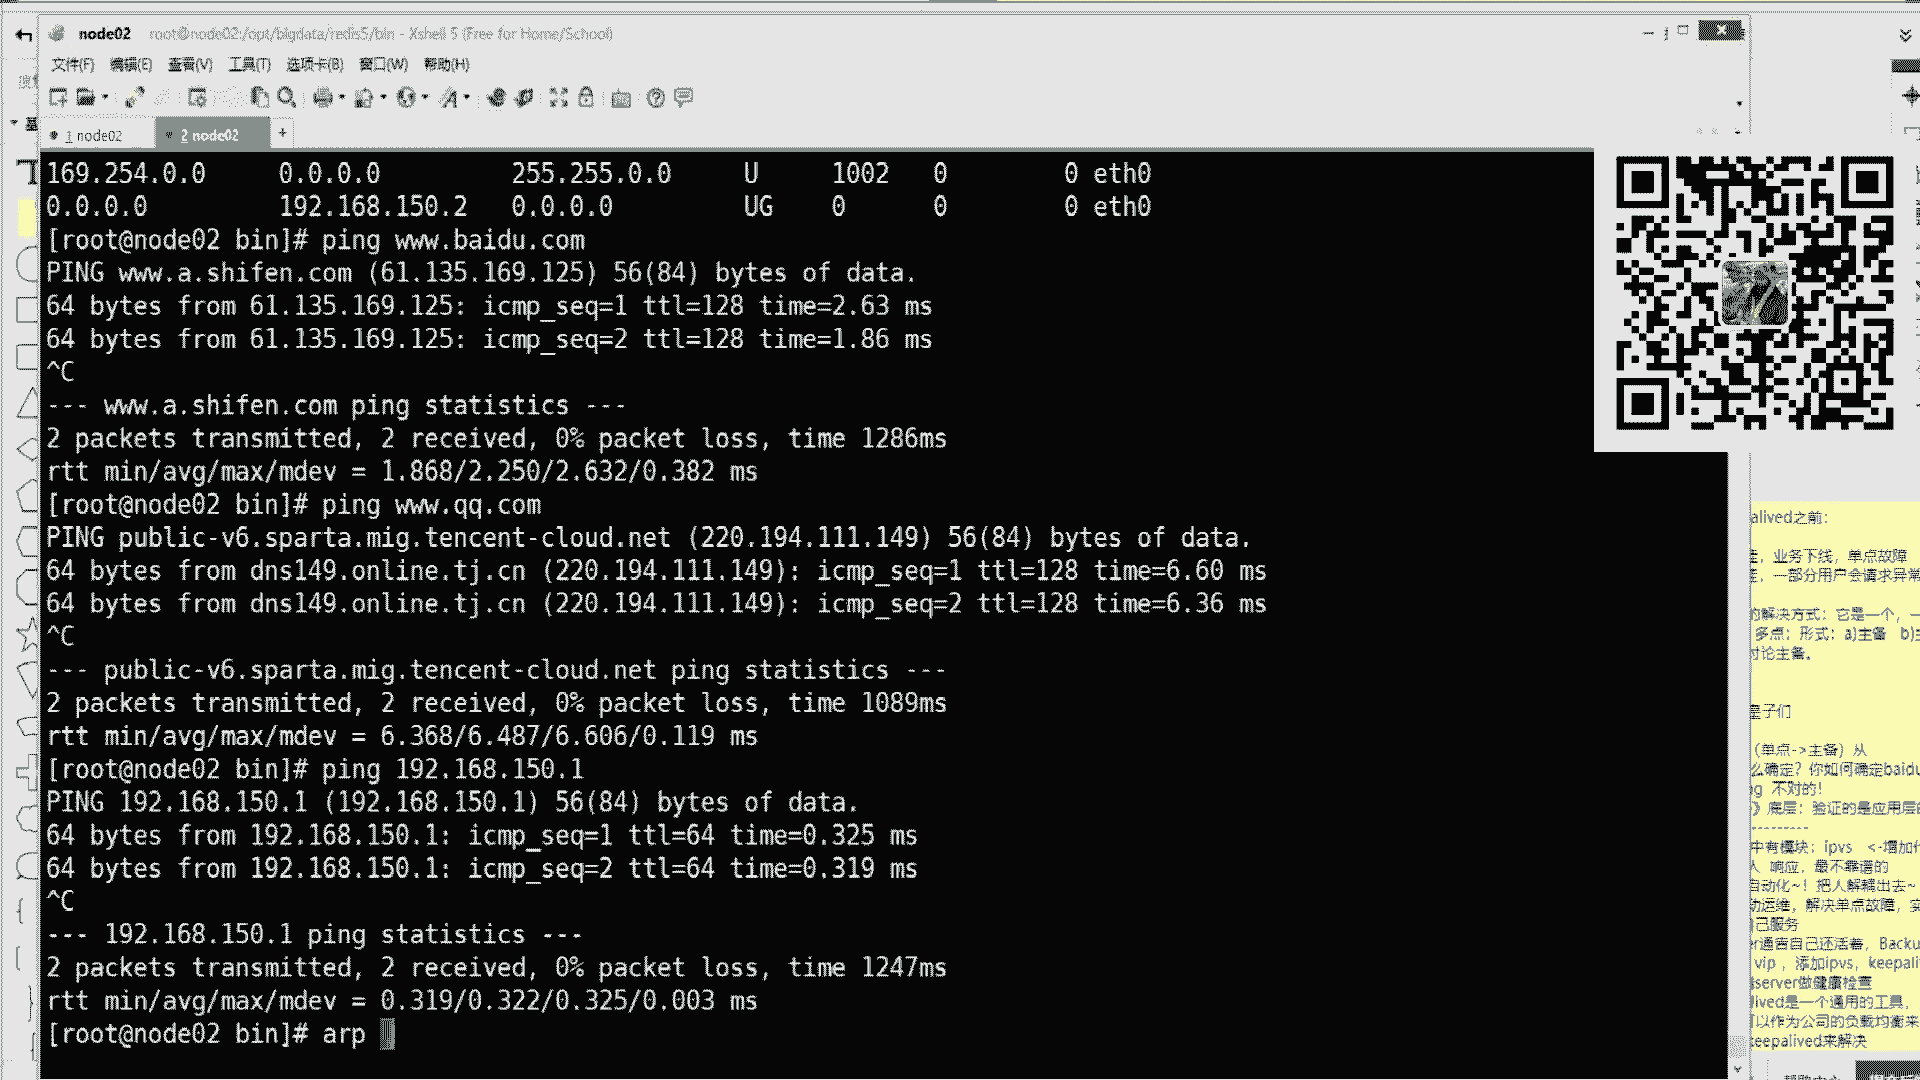 node02 root@node02:/opt/bigdata/redis5/bin - Xshell 5 (Free for Home/School)
文件(F) 编辑(E) 查看(V) 工具(T) 选项卡(B) 窗口(W) 帮助(H)
1 node02 2 node02 +
169.254.0.0 0.0.0.0 255.255.0.0 U 1002 0 0 eth0
0.0.0.0 192.168.150.2 0.0.0.0 UG 0 0 0 eth0
[root@node02 bin]# ping www.baidu.com
PING www.a.shifen.com (61.135.169.125) 56(84) bytes of data.
64 bytes from 61.135.169.125: icmp_seq=1 ttl=128 time=2.63 ms
64 bytes from 61.135.169.125: icmp_seq=2 ttl=128 time=1.86 ms
^C
--- www.a.shifen.com ping statistics ---
2 packets transmitted, 2 received, 0% packet loss, time 1286ms
rtt min/avg/max/mdev = 1.868/2.250/2.632/0.382 ms
[root@node02 bin]# ping www.qq.com
PING public-v6.sparta.mig.tencent-cloud.net (220.194.111.149) 56(84) bytes of data.
64 bytes from dns149.online.tj.cn (220.194.111.149): icmp_seq=1 ttl=128 time=6.60 ms
64 bytes from dns149.online.tj.cn (220.194.111.149): icmp_seq=2 ttl=128 time=6.36 ms
^C
--- public-v6.sparta.mig.tencent-cloud.net ping statistics ---
2 packets transmitted, 2 received, 0% packet loss, time 1089ms
rtt min/avg/max/mdev = 6.368/6.487/6.606/0.119 ms
[root@node02 bin]# ping 192.168.150.1
PING 192.168.150.1 (192.168.150.1) 56(84) bytes of data.
64 bytes from 192.168.150.1: icmp_seq=1 ttl=64 time=0.325 ms
64 bytes from 192.168.150.1: icmp_seq=2 ttl=64 time=0.319 ms
^C
--- 192.168.150.1 ping statistics ---
2 packets transmitted, 2 received, 0% packet loss, time 1247ms
rtt min/avg/max/mdev = 0.319/0.322/0.325/0.003 ms
[root@node02 bin]# arp
alived之前：
，业务下线，单点故障
，一部分用户会请求异常
的解决方式：它是一个，一
多点：形式：a)主备 b)主
讨论主备。
是子们
（单点->主备）从
么确定？你如何确定baidu
ng 不对的！
》底层：验证的是应用层的
----------
中有模块：ipvs <-增加代
人 响应，最不靠谱的
自动化~！把人解耦出去~
动运维，解决单点故障，实
己服务
er通告自己还活着，Backu
vip ，添加ipvs，keepaliv
server做健康检查
lived是一个通用的工具，
以作为公司的负载均衡来
keepalived来解决